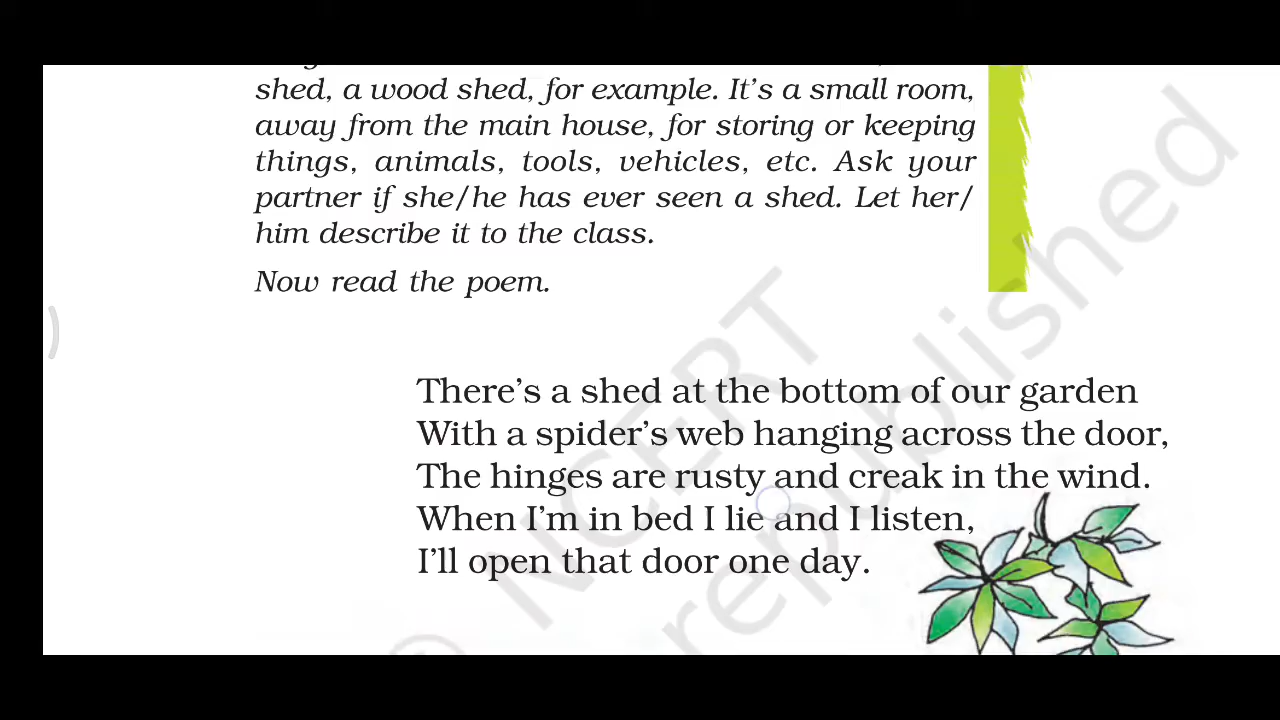 shed, a wood shed, for example. It's a small room,
away from the main house, for storing or keeping
things, animals, tools, vehicles, etc. Ask your
partner if she/he has ever seen a shed. Let her/
him describe it to the class.
Now read the poem.
There's a shed at the bottom of our garden
With a spider's web hanging across the door,
The hinges are rusty and creak in the wind.
When I'm in bed I lie and I listen,
I'll open that door one day.
© NCERT
republished